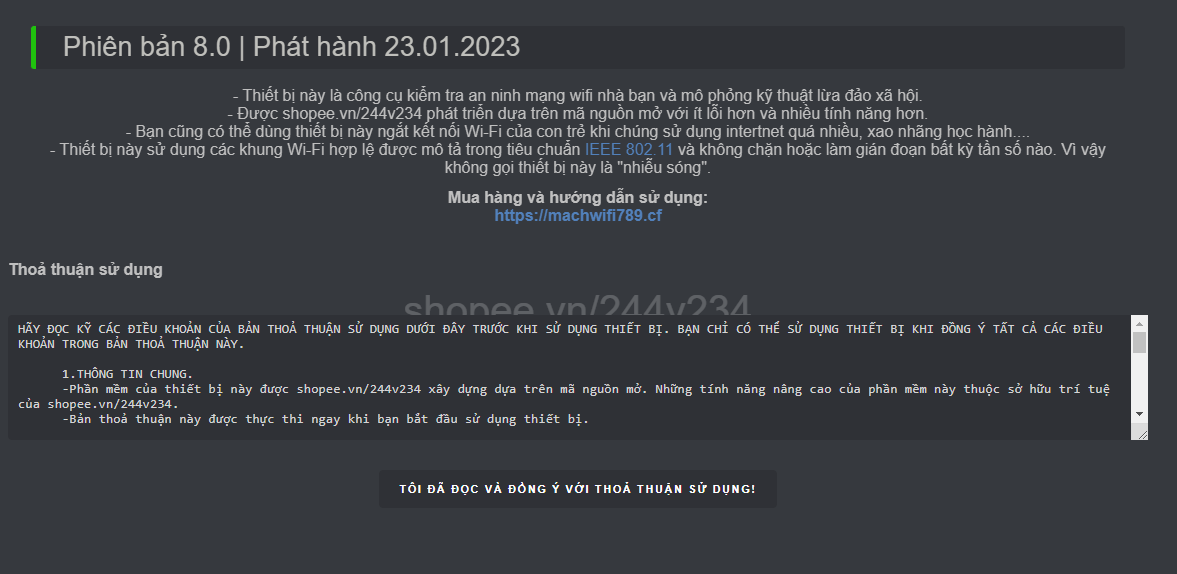 Phiên bản 8.0 | Phát hành 23.01.2023
- Thiết bị này là công cụ kiểm tra an ninh mạng wifi nhà bạn và mô phỏng kỹ thuật lừa đảo xã hội.
- Được shopee.vn/244v234 phát triển dựa trên mã nguồn mở với ít lỗi hơn và nhiều tính năng hơn.
- Bạn cũng có thể dùng thiết bị này ngắt kết nối Wi-Fi của con trẻ khi chúng sử dụng intertnet quá nhiều, xao nhãng học hành....
- Thiết bị này sử dụng các khung Wi-Fi hợp lệ được mô tả trong tiêu chuẩn IEEE 802.11 và không chặn hoặc làm gián đoạn bất kỳ tần số nào. Vì vậy
không gọi thiết bị này là "nhiễu sóng".
Mua hàng và hướng dẫn sử dụng:
https://machwifi789.cf
Thoả thuận sử dụng
shopee.vn/244v234
HÃY ĐỌC KỸ CÁC ĐIỀU KHOẢN CỦA BẢN THOẢ THUẬN SỬ DỤNG DƯỚI ĐÂY TRƯỚC KHI SỬ DỤNG THIẾT BỊ. BẠN CHỈ CÓ THỂ SỬ DỤNG THIẾT BỊ KHI ĐỒNG Ý TẤT CẢ CÁC ĐIỀU
KHOẢN TRONG BẢN THOẢ THUẬN NÀY.
1.THÔNG TIN CHUNG.
-Phần mềm của thiết bị này được shopee.vn/244v234 xây dựng dựa trên mã nguồn mở. Những tính năng nâng cao của phần mềm này thuộc sở hữu trí tuệ
của shopee.vn/244v234.
-Bản thoả thuận này được thực thi ngay khi bạn bắt đầu sử dụng thiết bị.
TÔI ĐÃ ĐỌC VÀ ĐỒNG Ý VỚI THOẢ THUẬN SỬ DỤNG!